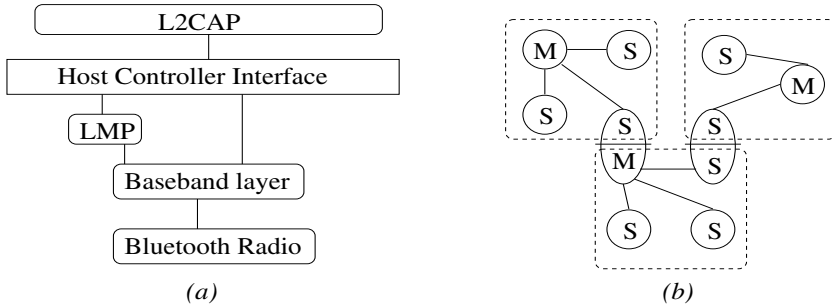 L2CAP
Host Controller Interface
LMP
Baseband layer
Bluetooth Radio
(a)
M S S
S M
S S
M S
S S
(b)